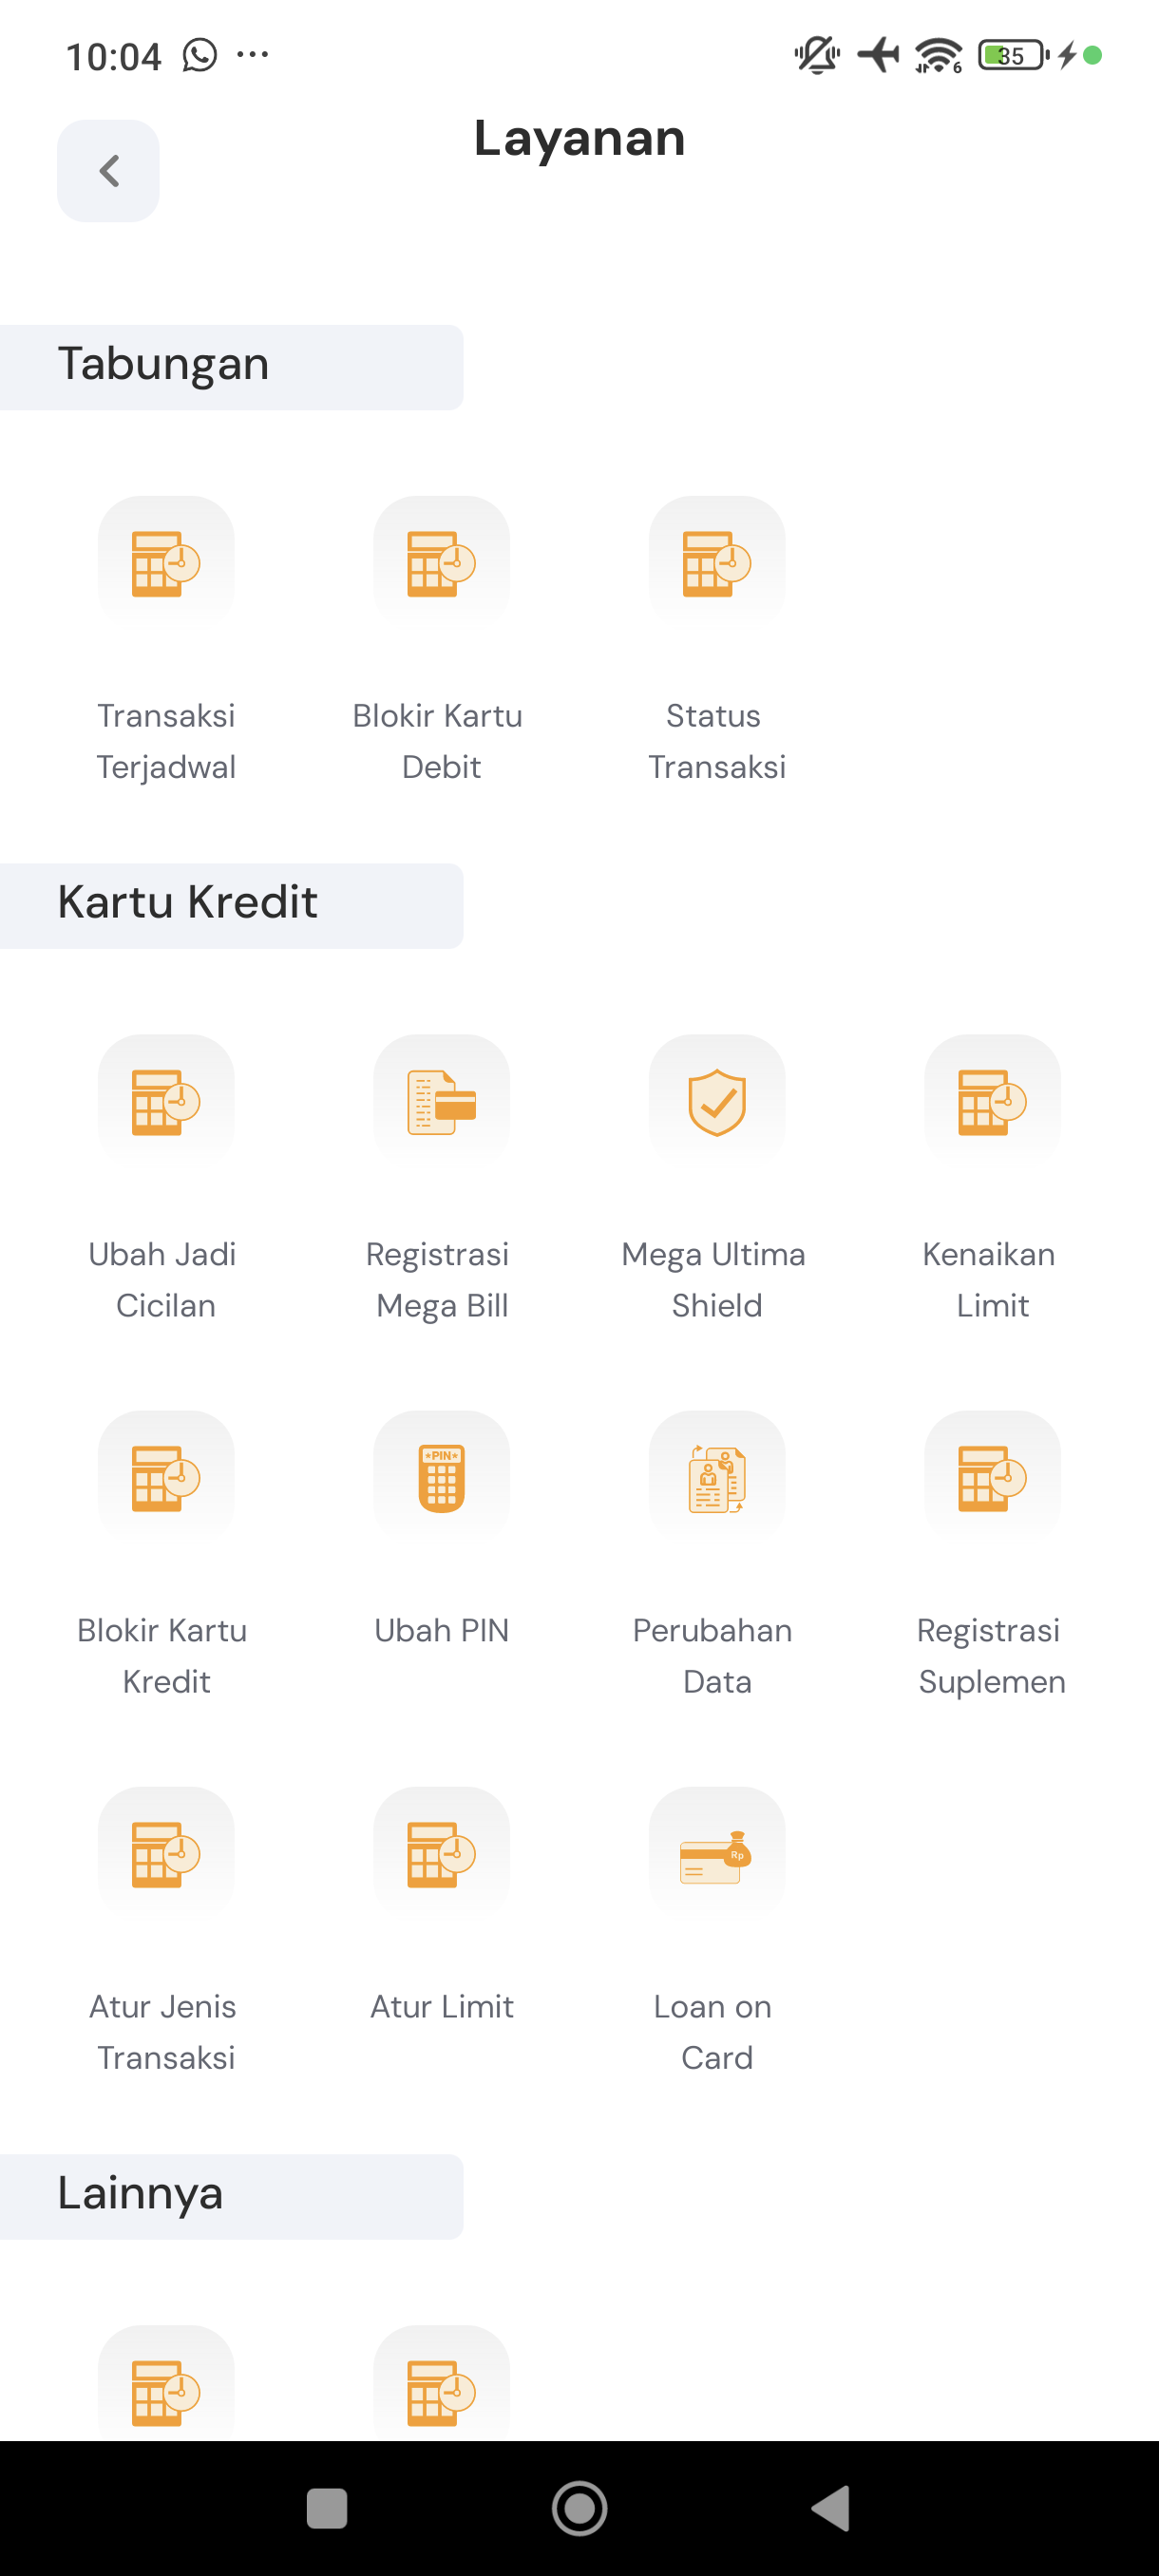 10:04
35
6
Layanan
Tabungan
Transaksi
Terjadwal
Blokir Kartu
Debit
Status
Transaksi
Kartu Kredit
Ubah Jadi
Cicilan
Registrasi
Mega Bill
Mega Ultima
Shield
Kenaikan
Limit
*PIN*
Blokir Kartu
Kredit
Ubah PIN
Perubahan
Data
Registrasi
Suplemen
Rp
Atur Jenis
Transaksi
Atur Limit
Loan on
Card
Lainnya